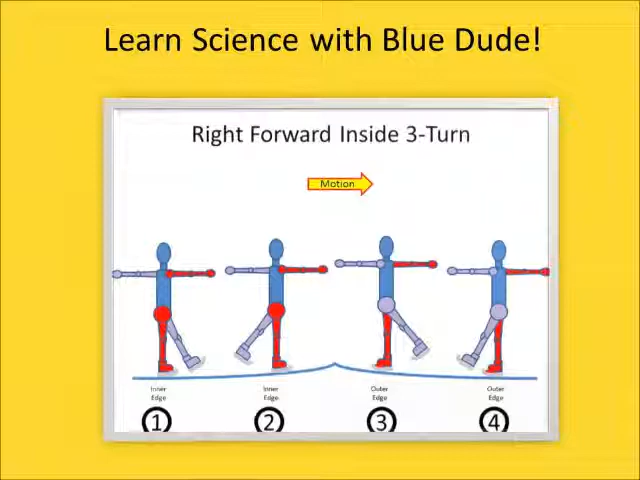 Learn Science with Blue Dude!
Right Forward Inside 3-Turn
Motion
Inner
Edge
Inner
Edge
Outer
Edge
Outer
Edge
1
2
3
4